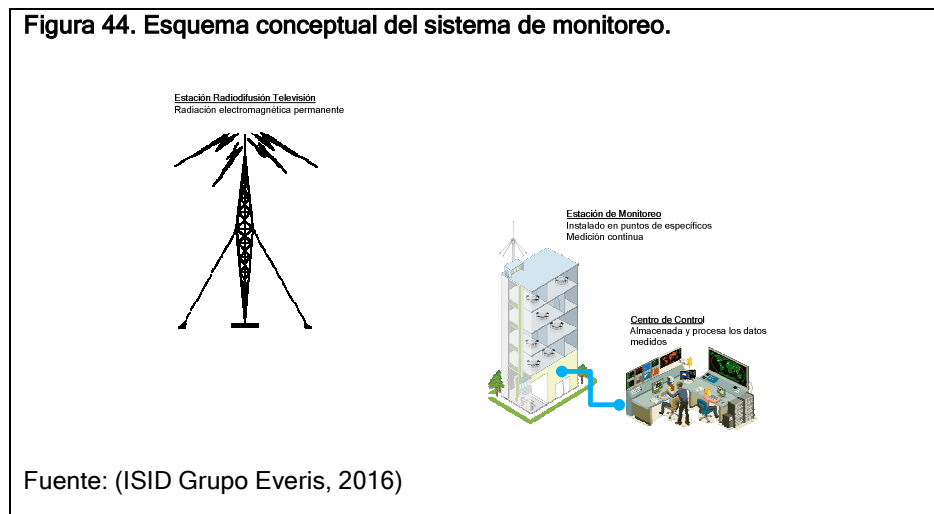 Figura 44. Esquema conceptual del sistema de monitoreo.
Estación Radiodifusión Televisión
Radiación electromagnética permanente
Estación de Monitoreo
Instalado en puntos de específicos
Medición continua
Centro de Control
Almacenada y procesa los datos
medidos
Fuente: (ISID Grupo Everis, 2016)